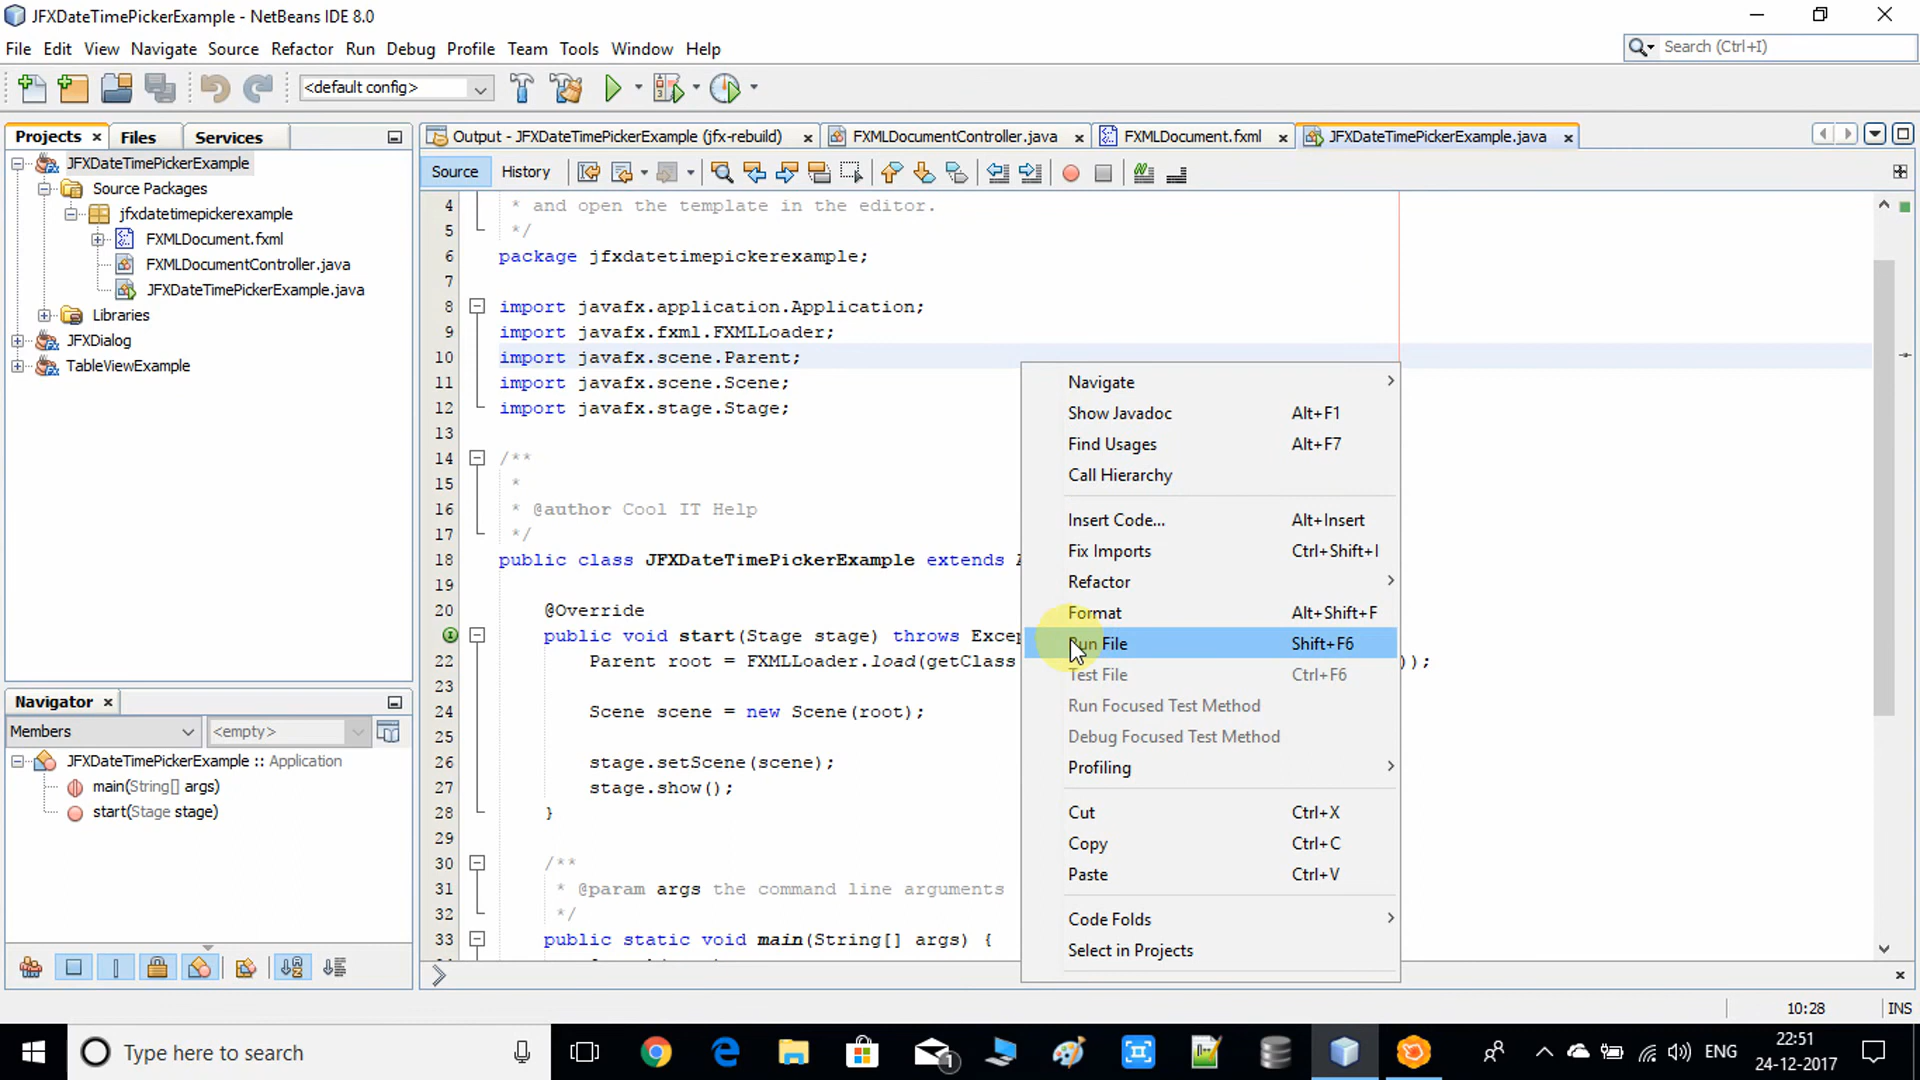 JFXDateTimePickerExample - NetBeans IDE 8.0
File Edit View Navigate Source Refactor Run Debug Profile Team Tools Window Help
Search (Ctrl+I)
<default config>
Projects Files Services
Output - JFXDateTimePickerExample (jfx-rebuild) FXMLDocumentController.java FXMLDocument.fxml JFXDateTimePickerExample.java
Source History
JFXDateTimePickerExample
Source Packages
jfxdatetimepickerexample
FXMLDocument.fxml
FXMLDocumentController.java
JFXDateTimePickerExample.java
Libraries
JFXDialog
TableViewExample
4 * and open the template in the editor.
5 */
6 package jfxdatetimepickerexample;
7
8 import javafx.application.Application;
9 import javafx.fxml.FXMLLoader;
10 import javafx.scene.Parent;
11 import javafx.scene.Scene;
12 import javafx.stage.Stage;
13
14 /**
15 *
16 * @author Cool IT Help
17 */
18 public class JFXDateTimePickerExample extends
19
20 @Override
public void start(Stage stage) throws Excep
22 Parent root = FXMLLoader.load(getClass ));
23
24 Scene scene = new Scene(root);
25
26 stage.setScene(scene);
27 stage.show();
28 }
29
30 /**
31 * @param args the command line arguments
32 */
33 public static void main(String[] args) {
Navigate
Show Javadoc Alt+F1
Find Usages Alt+F7
Call Hierarchy
Insert Code... Alt+Insert
Fix Imports Ctrl+Shift+I
Refactor
Format Alt+Shift+F
Run File Shift+F6
Test File Ctrl+F6
Run Focused Test Method
Debug Focused Test Method
Profiling
Cut Ctrl+X
Copy Ctrl+C
Paste Ctrl+V
Code Folds
Select in Projects
Navigator
Members <empty>
JFXDateTimePickerExample :: Application
main(String[] args)
start(Stage stage)
10:28 INS
Type here to search
1
ENG
22:51
24-12-2017